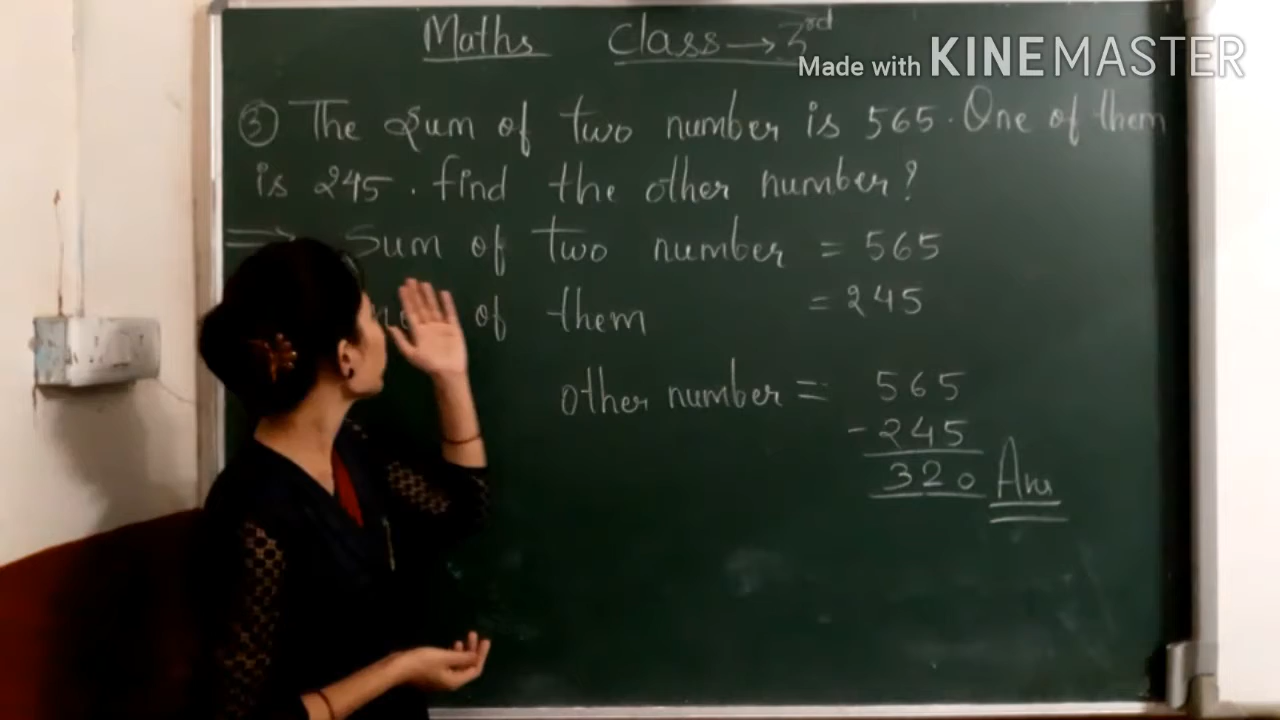 Maths Class → 3rd
Made with KINEMASTER
③ The Sum of two number is 565. One of them
is 245. find the other number?
⇒ Sum of two number = 565
of them = 245
other number = 565
- 245
320 Ans